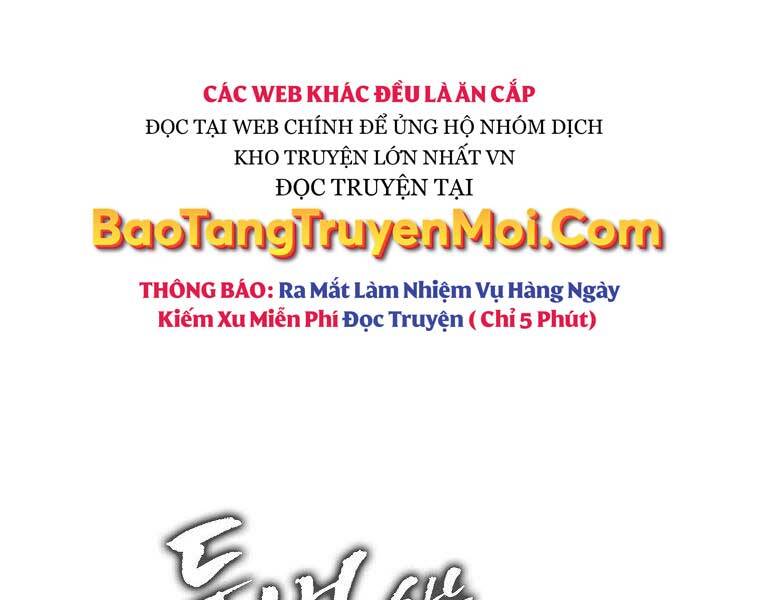 CÁC WEB KHÁC ĐỀU LÀ ĂN CẮP
ĐỌC TẠI WEB CHÍNH ĐỂ ỦNG HỘ NHÓM DỊCH
KHO TRUYỆN LỚN NHẤT VN
ĐỌC TRUYỆN TẠI
BaoTangTruyenMoi.Com
THÔNG BÁO: Ra Mắt Làm Nhiệm Vụ Hàng Ngày
Kiếm Xu Miễn Phí Đọc Truyện ( Chỉ 5 Phút)